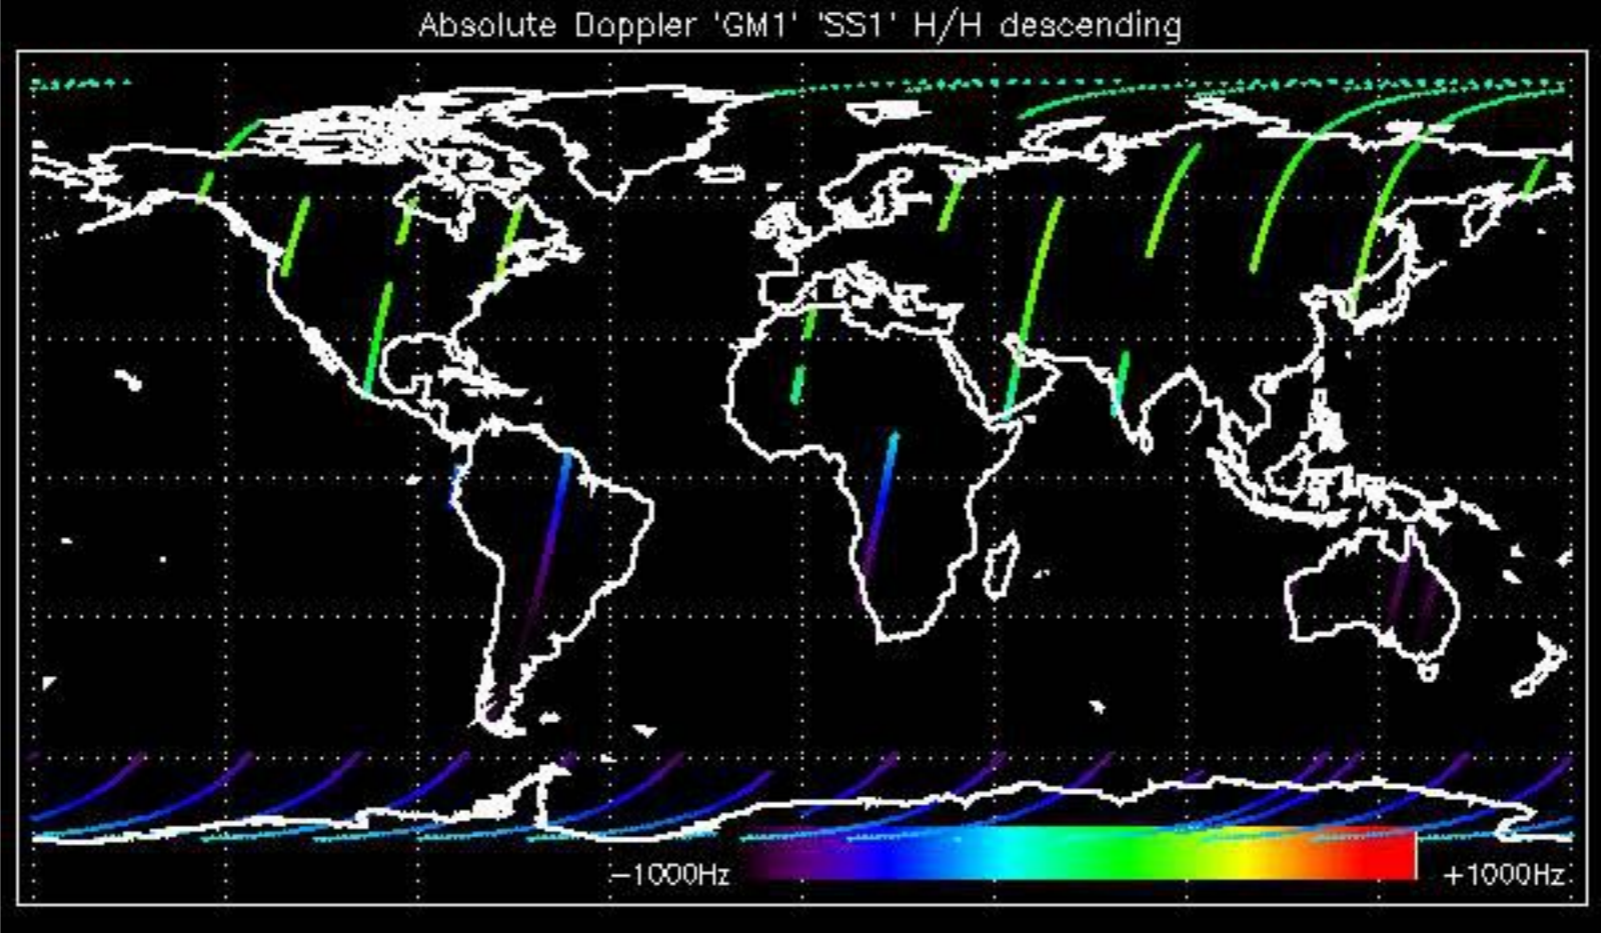 Absolute Doppler 'GM1' 'SS1' H/H descending
−1000Hz +1000Hz